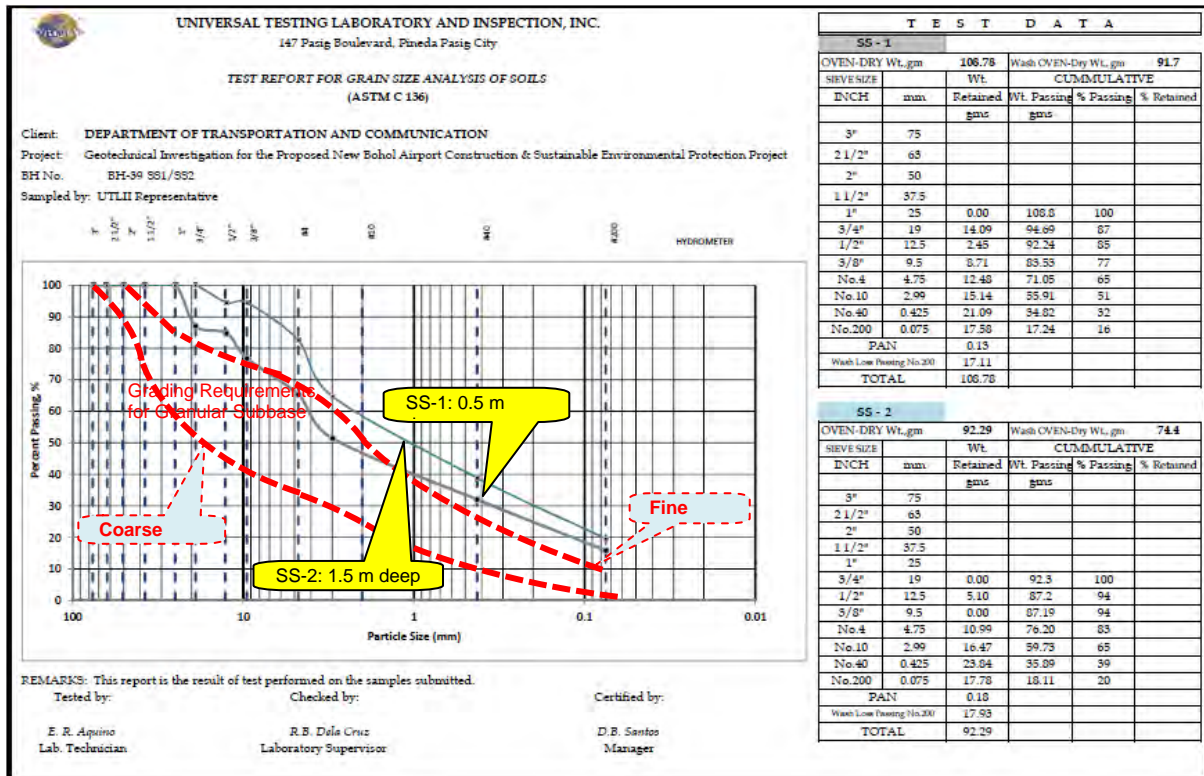 UNIVERSAL TESTING LABORATORY AND INSPECTION, INC.
147 Pasig Boulevard, Pineda Pasig City
TEST REPORT FOR GRAIN SIZE ANALYSIS OF SOILS
(ASTM C 136)
Client: DEPARTMENT OF TRANSPORTATION AND COMMUNICATION
Project: Geotechnical Investigation for the Proposed New Bohol Airport Construction & Sustainable Environmental Protection Project
BH No. BH-39 SS1/SS2
Sampled by: UTLII Representative
3" 2 1/2" 2" 1 1/2" 1" 3/4" 1/2" 3/8" #4 #10 #40 #200 HYDROMETER
100
90
80
70
60
50
40
30
20
10
0
Percent Passing, %
Grading Requirements
for Granular Subbase
SS-1: 0.5 m
Coarse
Fine
SS-2: 1.5 m deep
100 10 1 0.1 0.01
Particle Size (mm)
REMARKS: This report is the result of test performed on the samples submitted.
Tested by: Checked by: Certified by:
E. R. Aquino R.B. Dela Cruz D.B. Santos
Lab. Technician Laboratory Supervisor Manager
T E S T D A T A
SS - 1
OVEN-DRY Wt.,gm 108.78 Wash OVEN-Dry Wt., gm 91.7
SIEVE SIZE Wt. CUMMULATIVE
INCH mm Retained Wt. Passing % Passing % Retained
gms gms
3" 75
2 1/2" 63
2" 50
1 1/2" 37.5
1" 25 0.00 108.8 100
3/4" 19 14.09 94.69 87
1/2" 12.5 2.45 92.24 85
3/8" 9.5 8.71 83.53 77
No.4 4.75 12.48 71.05 65
No.10 2.99 15.14 55.91 51
No.40 0.425 21.09 34.82 32
No.200 0.075 17.58 17.24 16
PAN 0.13
Wash Loss Passing No.200 17.11
TOTAL 108.78
SS - 2
OVEN-DRY Wt.,gm 92.29 Wash OVEN-Dry Wt., gm 74.4
SIEVE SIZE Wt. CUMMULATIVE
INCH mm Retained Wt. Passing % Passing % Retained
gms gms
3" 75
2 1/2" 63
2" 50
1 1/2" 37.5
1" 25
3/4" 19 0.00 92.3 100
1/2" 12.5 5.10 87.2 94
3/8" 9.5 0.00 87.19 94
No.4 4.75 10.99 76.20 83
No.10 2.99 16.47 59.73 65
No.40 0.425 23.84 35.89 39
No.200 0.075 17.78 18.11 20
PAN 0.18
Wash Loss Passing No.200 17.93
TOTAL 92.29